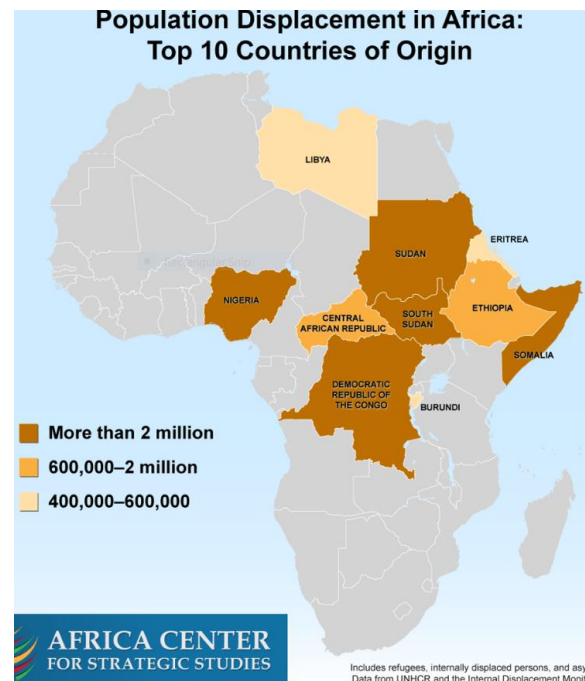 Population Displacement in Africa:
Top 10 Countries of Origin
LIBYA
ERITREA
SUDAN
NIGERIA
CENTRAL
AFRICAN REPUBLIC
SOUTH
SUDAN
ETHIOPIA
SOMALIA
DEMOCRATIC
REPUBLIC OF
THE CONGO
BURUNDI
More than 2 million
600,000–2 million
400,000–600,000
AFRICA CENTER
FOR STRATEGIC STUDIES
Includes refugees, internally displaced persons, and asy
Data from UNHCR and the Internal Displacement Monit